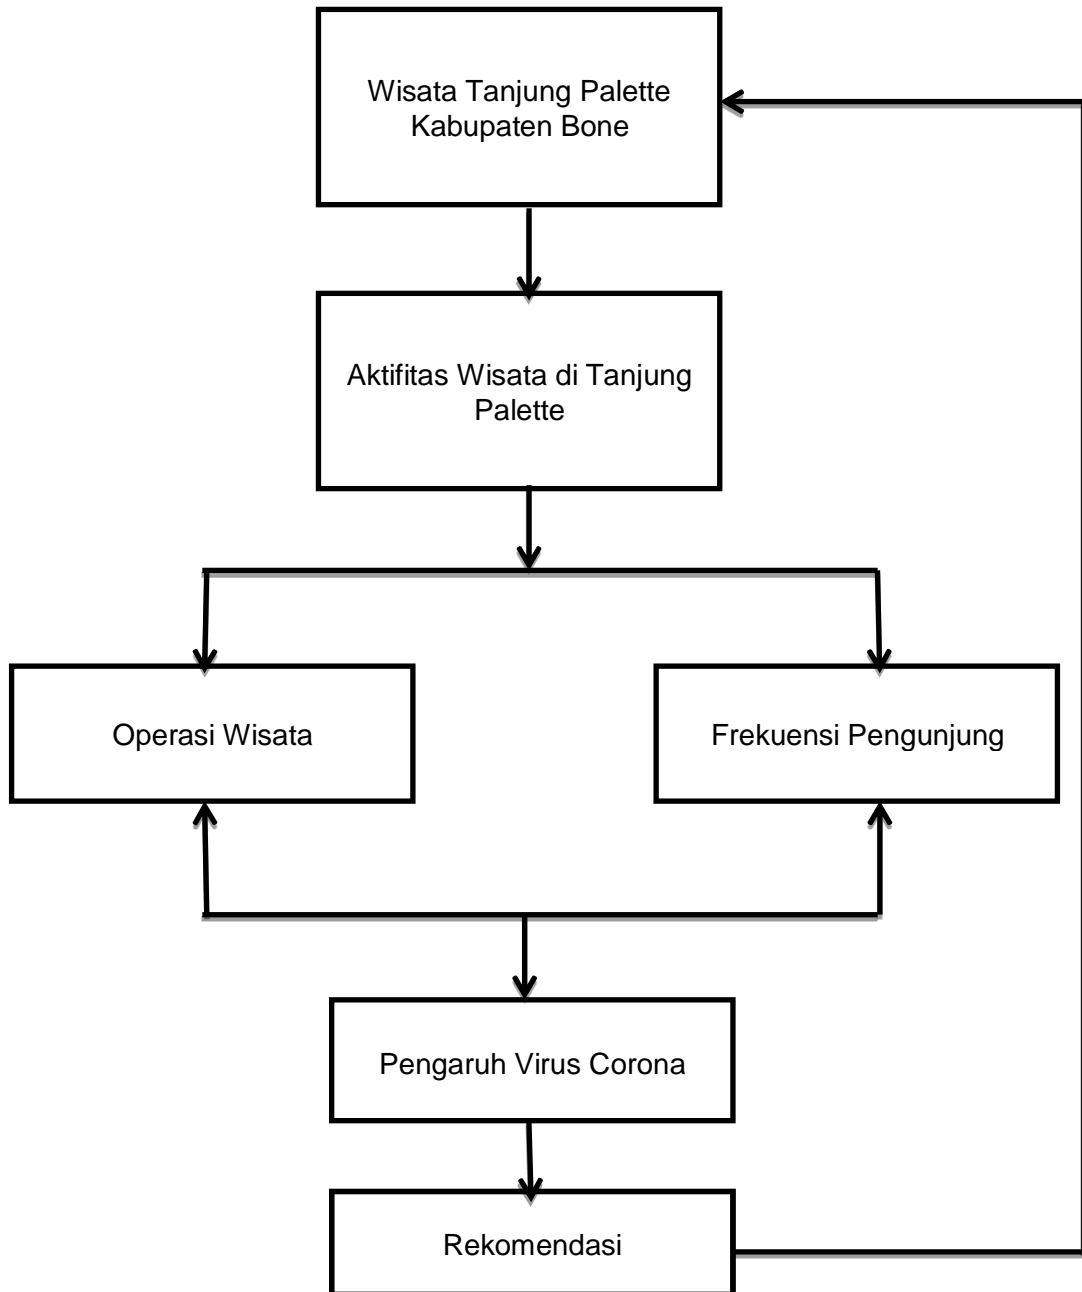 Wisata Tanjung Palette
Kabupaten Bone
Aktifitas Wisata di Tanjung
Palette
Operasi Wisata
Frekuensi Pengunjung
Pengaruh Virus Corona
Rekomendasi